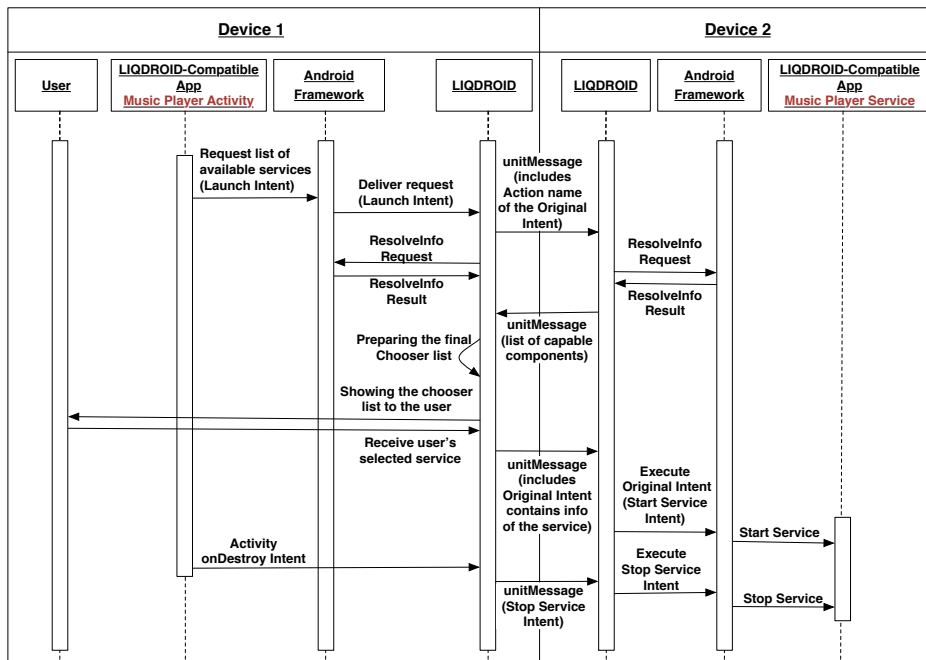 Device 1
Device 2
User
LIQDROID-Compatible
App
Music Player Activity
Android
Framework
LIQDROID
LIQDROID
Android
Framework
LIQDROID-Compatible
App
Music Player Service
Request list of
available services
(Launch Intent)
Deliver request
(Launch Intent)
unitMessage
(includes
Action name
of the Original
Intent)
ResolveInfo
Request
ResolveInfo
Result
ResolveInfo
Request
ResolveInfo
Result
unitMessage
(list of capable
components)
Preparing the final
Chooser list
Showing the chooser
list to the user
Receive user's
selected service
unitMessage
(includes
Original Intent
contains info
of the service)
Execute
Original Intent
(Start Service
Intent)
Start Service
Activity
onDestroy Intent
unitMessage
(Stop Service
Intent)
Execute
Stop Service
Intent
Stop Service